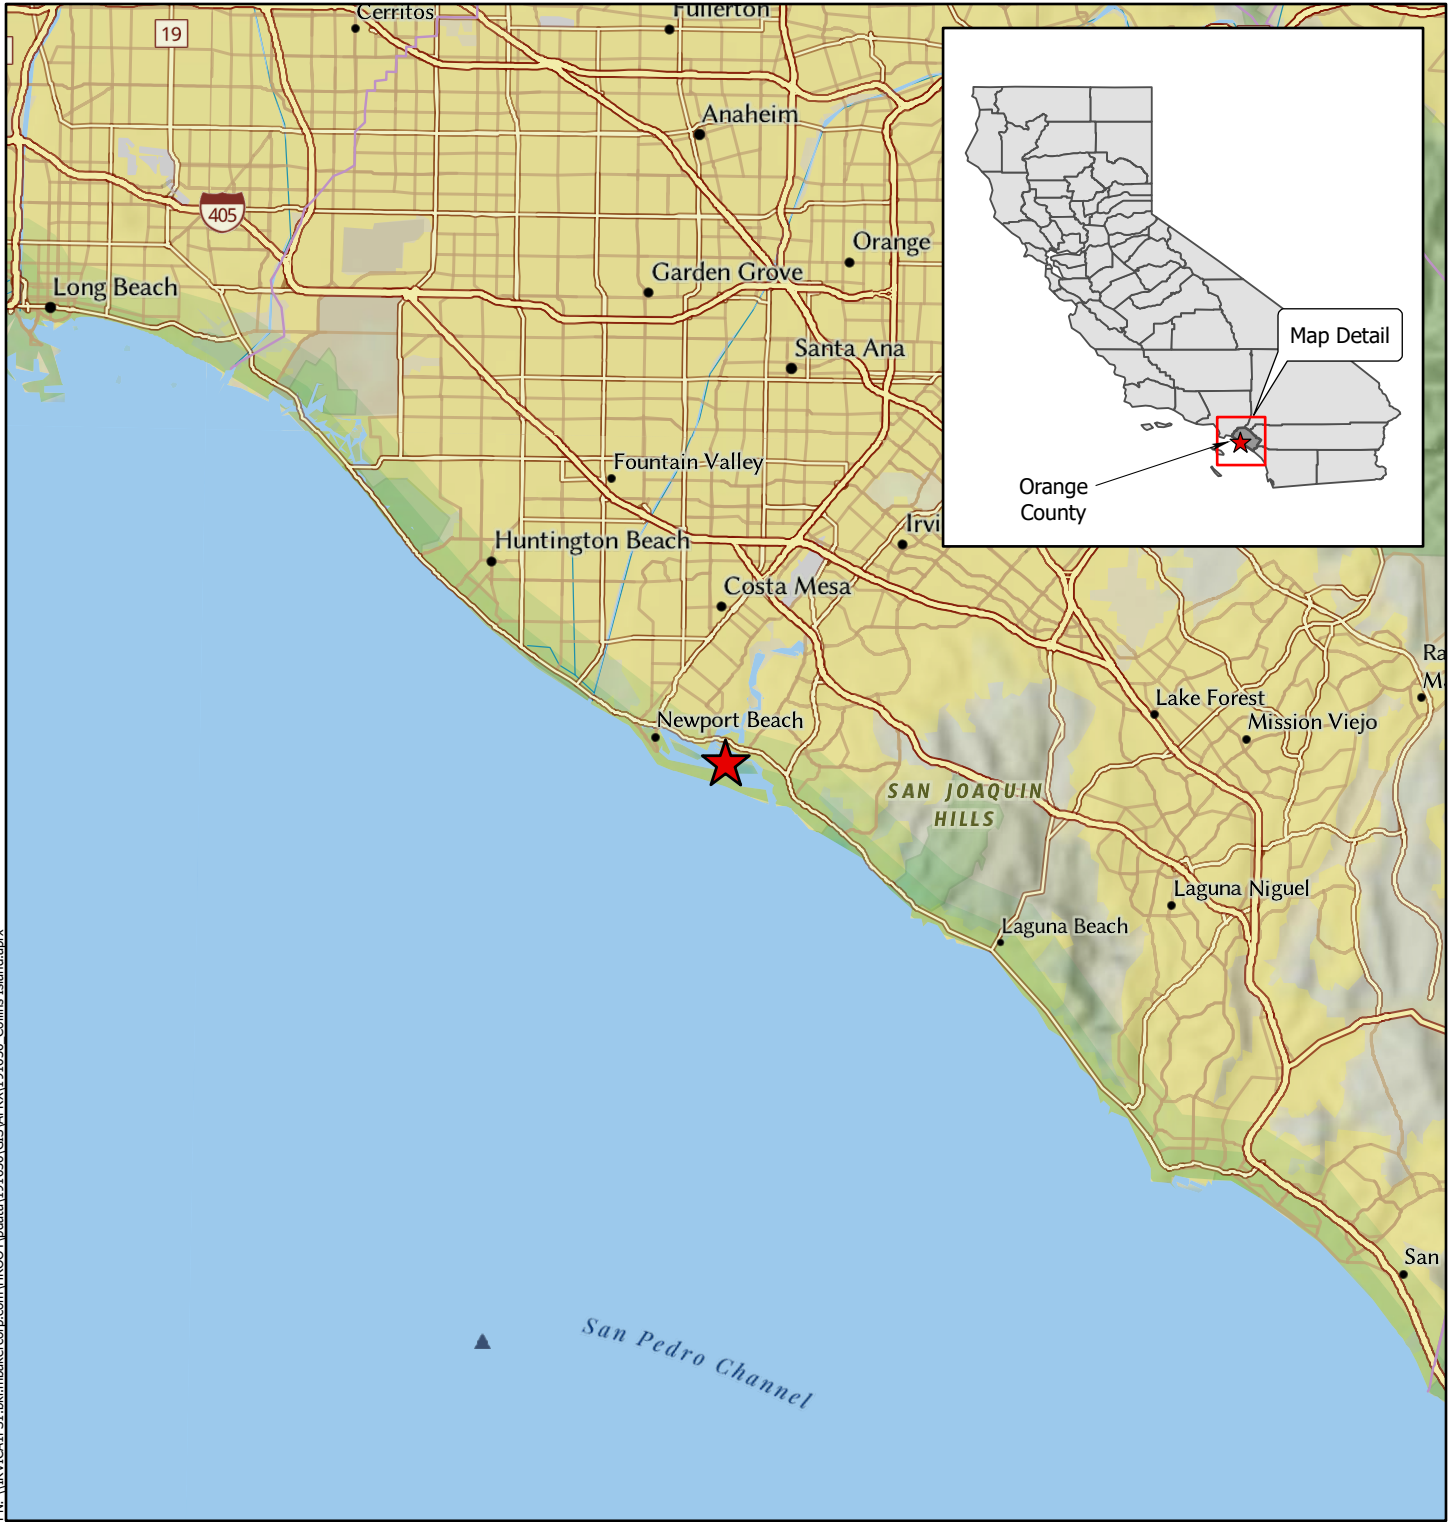 Cerritos
Fullerton
19
Anaheim
405
Orange
Garden Grove
Long Beach
Santa Ana
Map Detail
Fountain Valley
Orange
County
Irvi
Huntington Beach
Costa Mesa
Ra
M
Lake Forest
Newport Beach
Mission Viejo
SAN JOAQUIN
HILLS
Laguna Niguel
Laguna Beach
San
San Pedro Channel